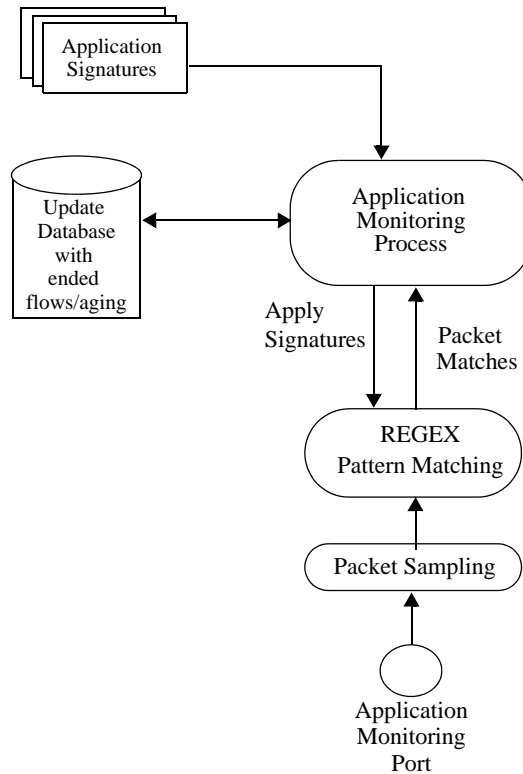 Application
Signatures
Update
Database
with
ended
flows/aging
Application
Monitoring
Process
Apply
Signatures
Packet
Matches
REGEX
Pattern Matching
Packet Sampling
Application
Monitoring
Port